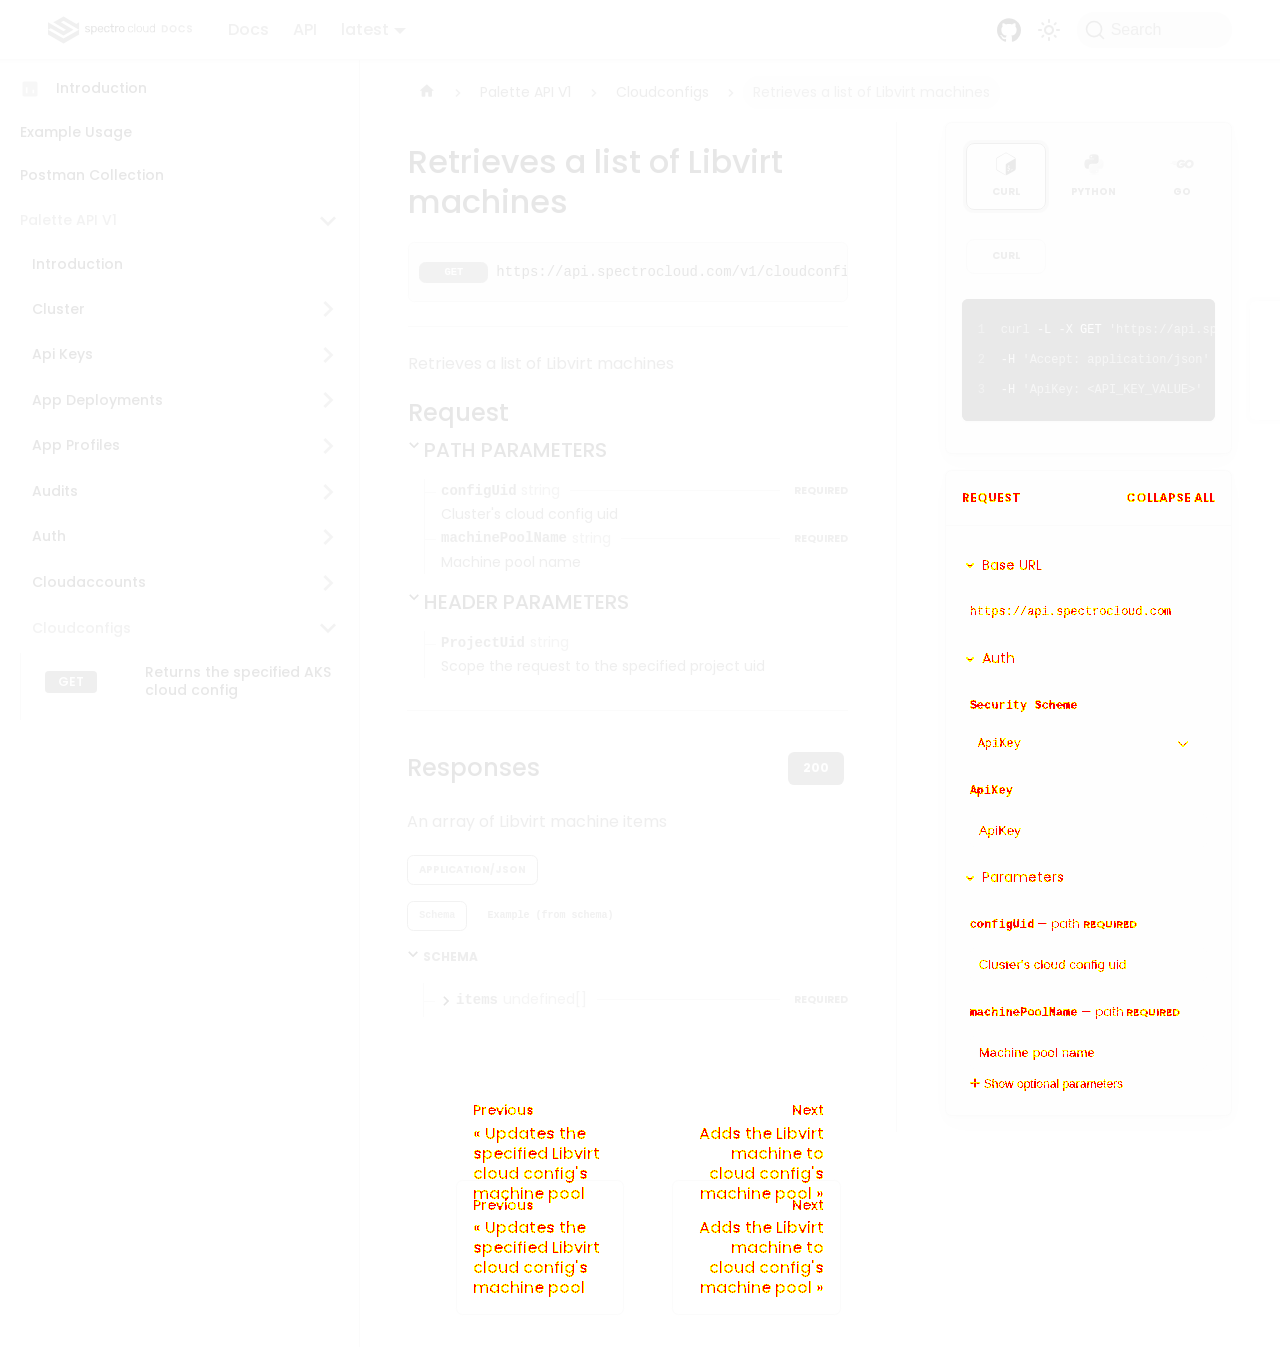 spectro cloud DOCS
Docs API latest
Search
Introduction
Example Usage
Postman Collection
Palette API V1
Introduction
Cluster
Api Keys
App Deployments
App Profiles
Audits
Auth
Cloudaccounts
Cloudconfigs
GET Returns the specified AKS
cloud config
Palette API V1 Cloudconfigs Retrieves a list of Libvirt machines
Retrieves a list of Libvirt
machines
GET https://api.spectrocloud.com/v1/cloudconfi
Retrieves a list of Libvirt machines
Request
PATH PARAMETERS
configUid string REQUIRED
Cluster's cloud config uid
machinePoolName string REQUIRED
Machine pool name
HEADER PARAMETERS
ProjectUid string
Scope the request to the specified project uid
Responses 200
An array of Libvirt machine items
APPLICATION/JSON
Schema Example (from schema)
SCHEMA
items undefined[] REQUIRED
CURL PYTHON GO
CURL
1 curl -L -X GET 'https://api.sp
2 -H 'Accept: application/json'
3 -H 'ApiKey: <API_KEY_VALUE>'
REQUEST COLLAPSE ALL
Base URL
https://api.spectrocloud.com
Auth
Security Scheme
ApiKey
ApiKey
ApiKey
Parameters
configUid — path REQUIRED
Cluster's cloud config uid
machinePoolName — path REQUIRED
Machine pool name
Show optional parameters
Previous
« Updates the
specified Libvirt
cloud config's
machine pool
Next
Adds the Libvirt
machine to
cloud config's
machine pool »
Previous
« Updates the
specified Libvirt
cloud config's
machine pool
Next
Adds the Libvirt
machine to
cloud config's
machine pool »